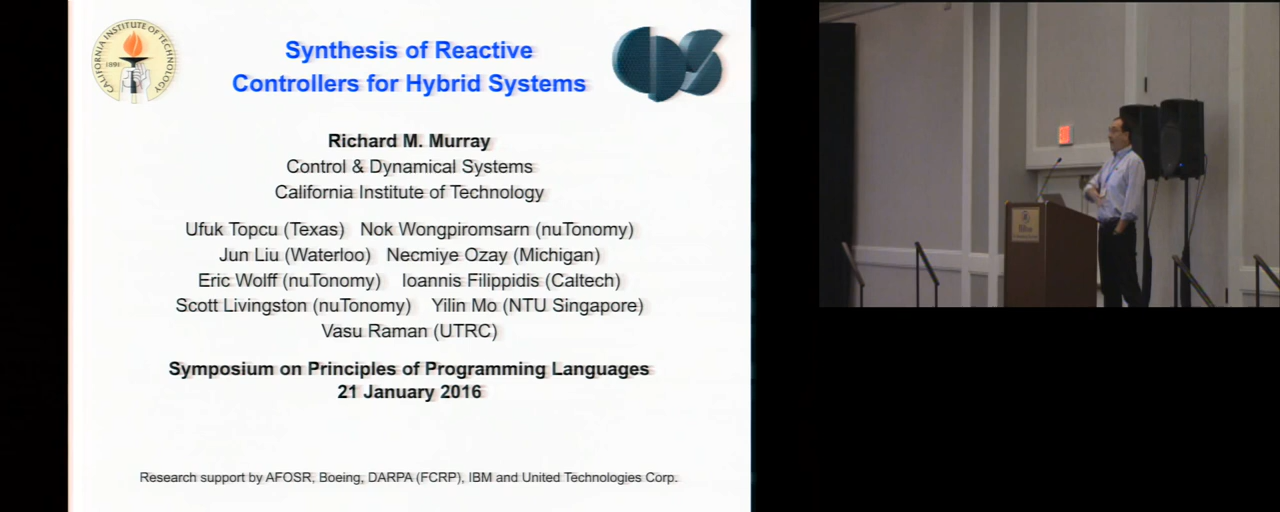 CALIFORNIA INSTITUTE OF TECHNOLOGY
1891
Synthesis of Reactive
Controllers for Hybrid Systems
Richard M. Murray
Control & Dynamical Systems
California Institute of Technology
Ufuk Topcu (Texas) Nok Wongpiromsarn (nuTonomy)
Jun Liu (Waterloo) Necmiye Ozay (Michigan)
Eric Wolff (nuTonomy) Ioannis Filippidis (Caltech)
Scott Livingston (nuTonomy) Yilin Mo (NTU Singapore)
Vasu Raman (UTRC)
Symposium on Principles of Programming Languages
21 January 2016
Research support by AFOSR, Boeing, DARPA (FCRP), IBM and United Technologies Corp.